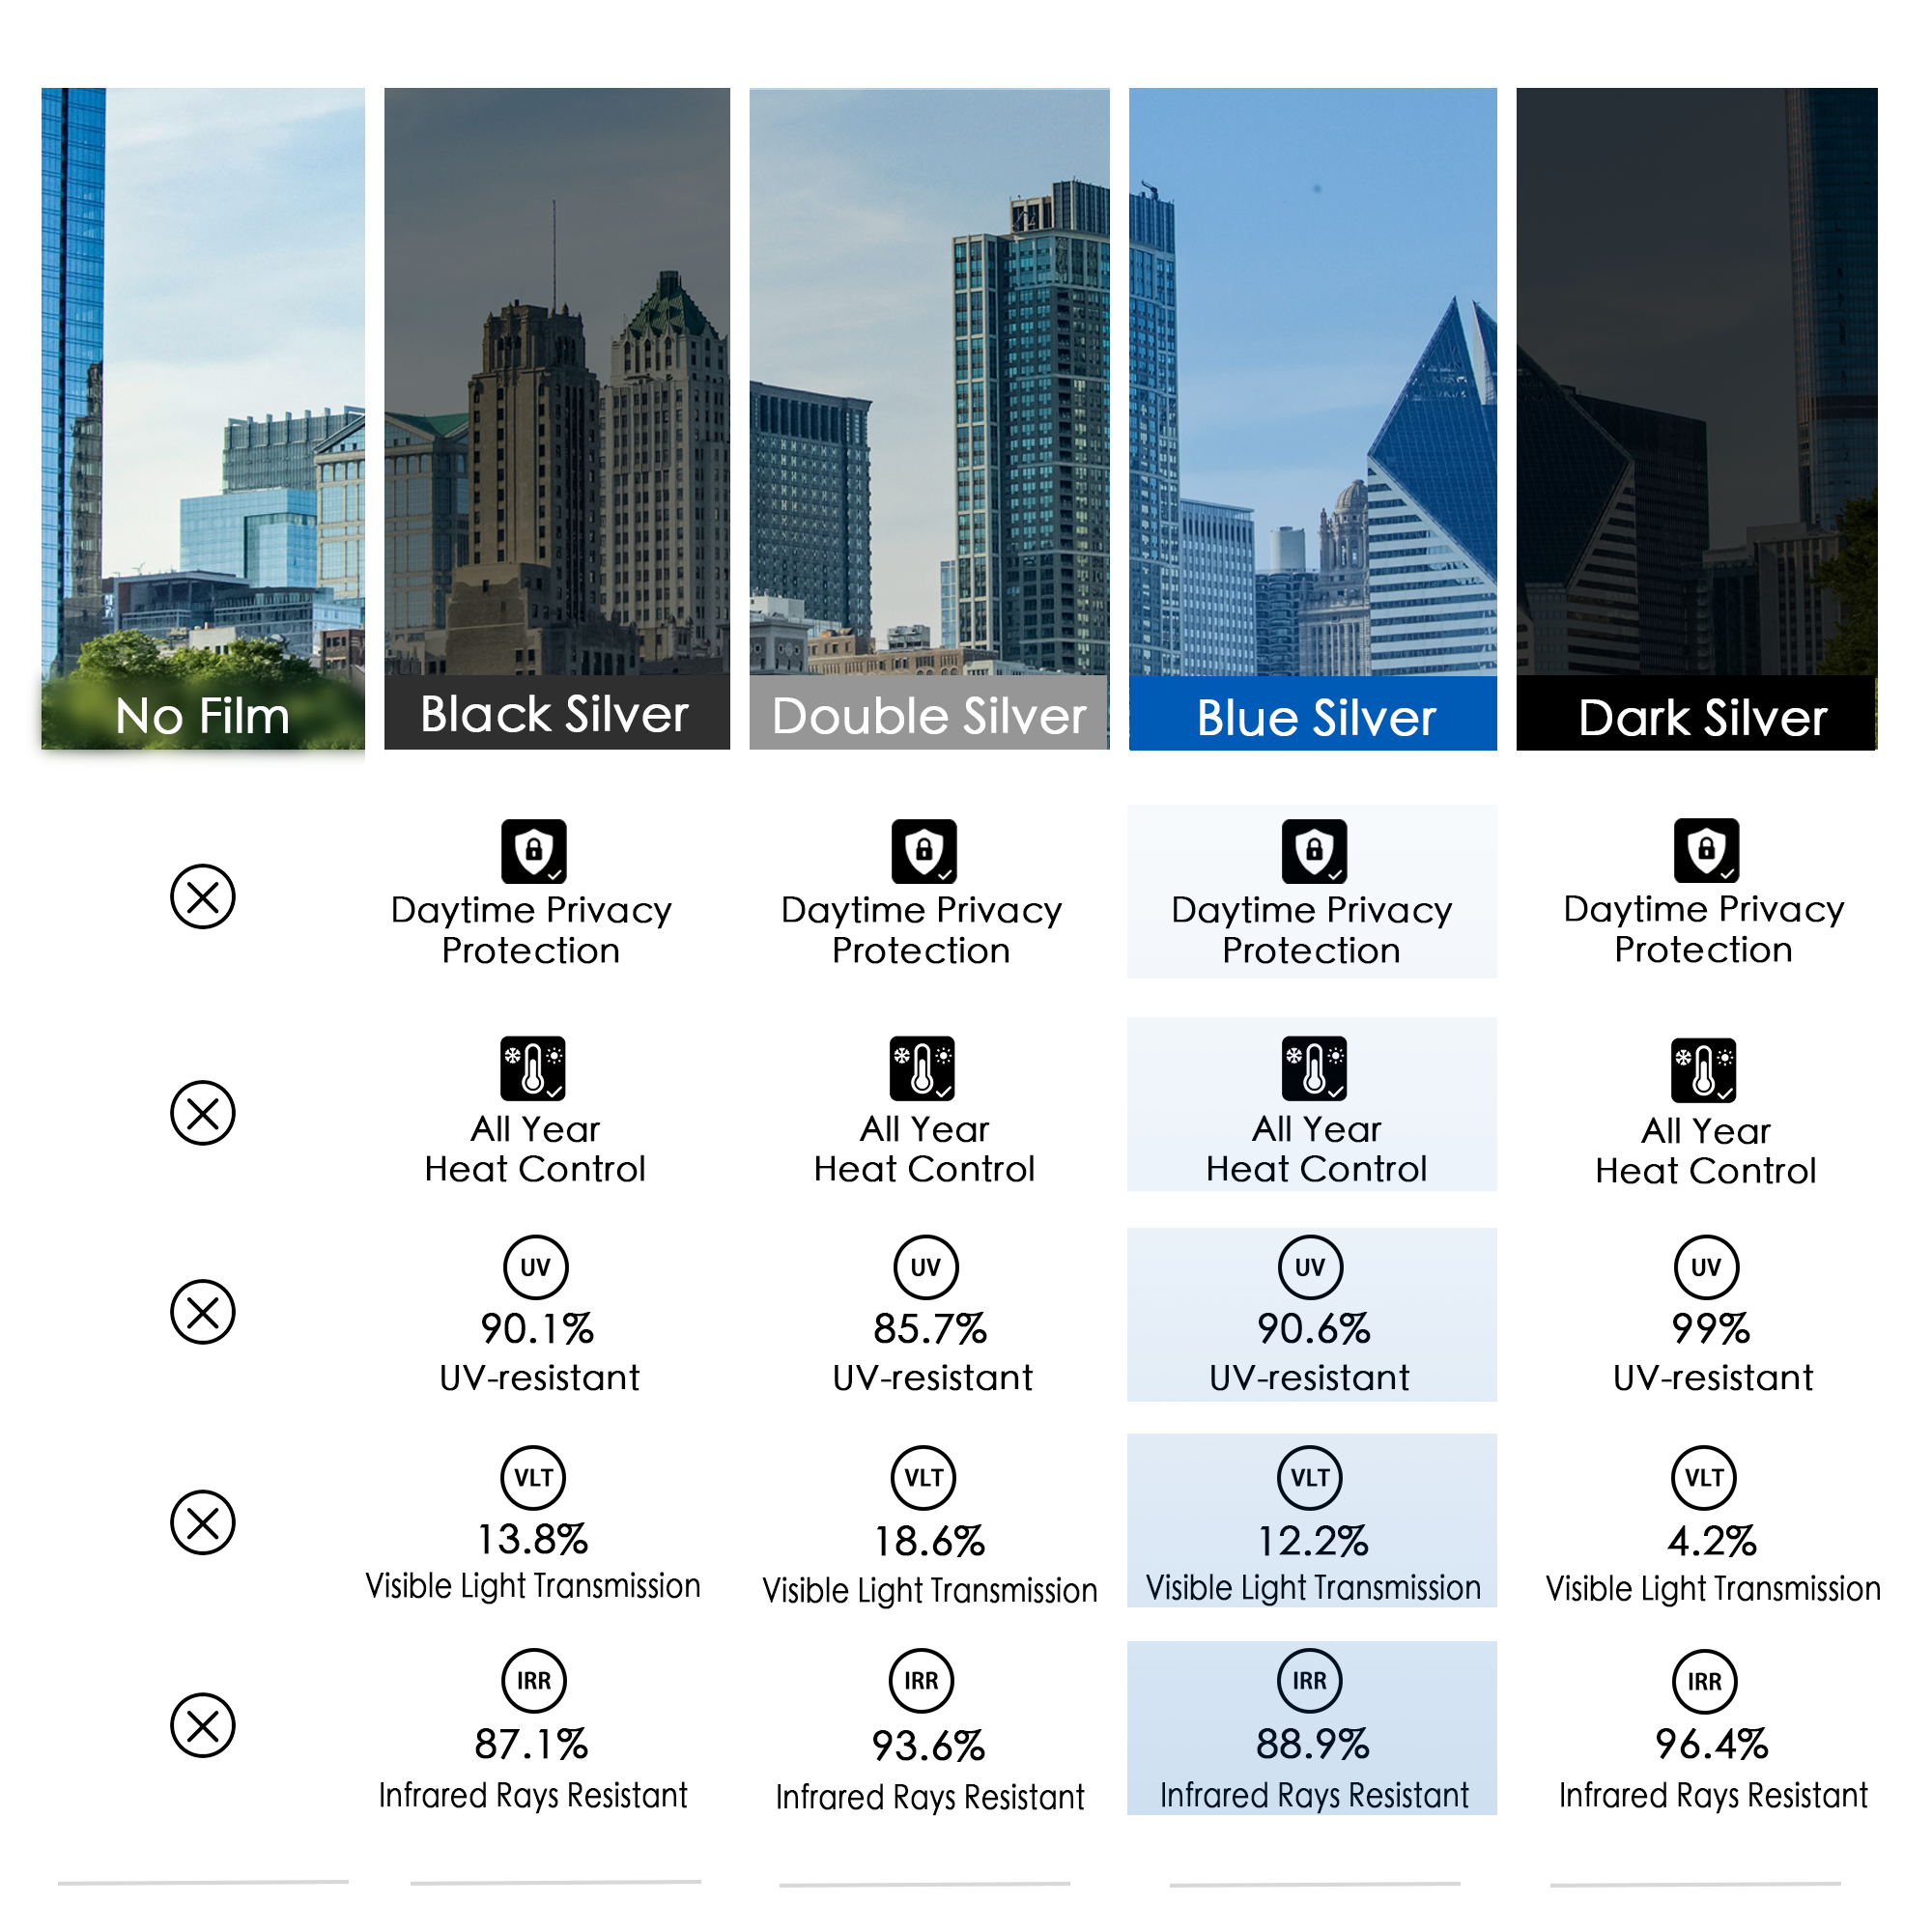 No Film
Black Silver
Double Silver
Blue Silver
Dark Silver
Daytime Privacy
Protection
Daytime Privacy
Protection
Daytime Privacy
Protection
Daytime Privacy
Protection
All Year
Heat Control
All Year
Heat Control
All Year
Heat Control
All Year
Heat Control
UV
90.1%
UV-resistant
UV
85.7%
UV-resistant
UV
90.6%
UV-resistant
UV
99%
UV-resistant
VLT
13.8%
Visible Light Transmission
VLT
18.6%
Visible Light Transmission
VLT
12.2%
Visible Light Transmission
VLT
4.2%
Visible Light Transmission
IRR
87.1%
Infrared Rays Resistant
IRR
93.6%
Infrared Rays Resistant
IRR
88.9%
Infrared Rays Resistant
IRR
96.4%
Infrared Rays Resistant